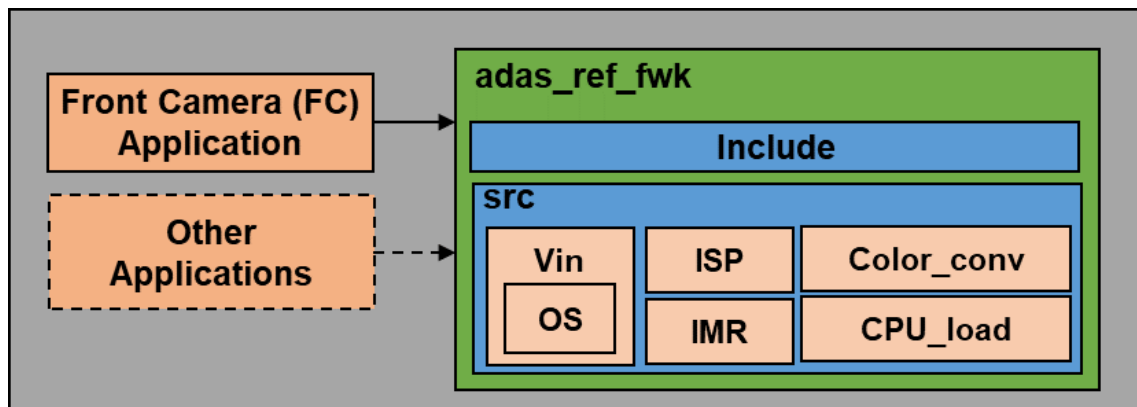 Front Camera (FC)
Application
Other
Applications
adas_ref_fwk
Include
src
Vin
OS
ISP
IMR
Color_conv
CPU_load